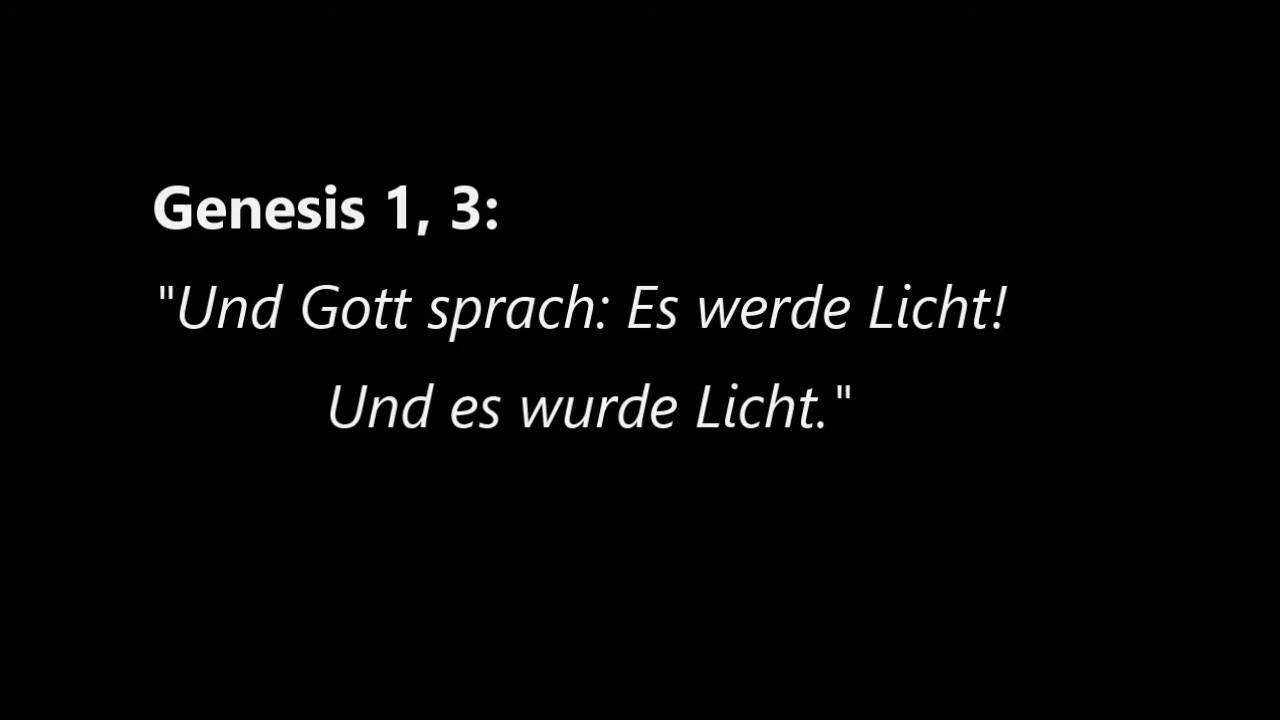 Genesis 1, 3:
"Und Gott sprach: Es werde Licht!
Und es wurde Licht."